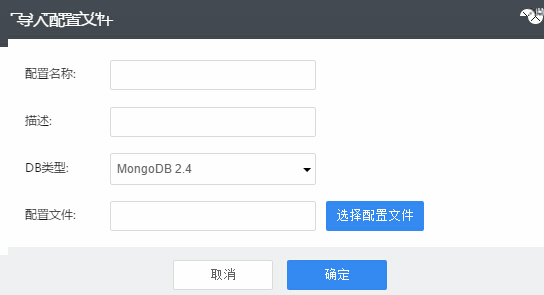 导入配置文件
配置名称:
描述:
DB类型:
MongoDB 2.4
配置文件:
选择配置文件
取消
确定